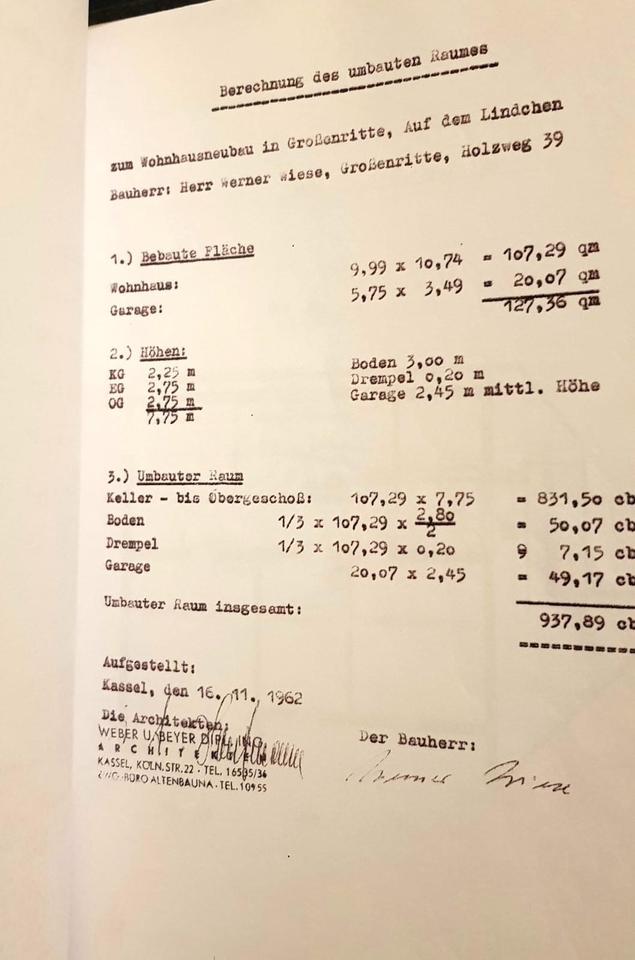 Berechnung des umbauten Raumes
zum Wohnhausneubau in Großenritte, Auf dem Lindchen
Bauherr: Herr Werner Wiese, Großenritte, Holzweg 39
1.) Bebaute Fläche
Wohnhaus: 9,99 x 10,74 = 107,29 qm
Garage: 5,75 x 3,49 = 20,07 qm
127,36 qm
2.) Höhen:
KG 2,25 m Boden 3,00 m
EG 2,75 m Drempel 0,20 m
OG 2,75 m Garage 2,45 m mittl. Höhe
7,75 m
3.) Umbauter Raum
Keller - bis Obergeschoß: 107,29 x 7,75 = 831,50 cb
Boden 1/3 x 107,29 x 2,80/2 = 50,07 cb
Drempel 1/3 x 107,29 x 0,20 9 7,15 cb
Garage 20,07 x 2,45 = 49,17 cb
Umbauter Raum insgesamt: 937,89 cb
Aufgestellt:
Kassel, den 16. 11. 1962
Die Architekten: Der Bauherr:
WEBER U. BEYER DIPL. ING.
KASSEL, KÖLN.STR.22 · TEL. 16535/36
BÜRO ALTENBAUNA · TEL. 10955
Werner Wiese